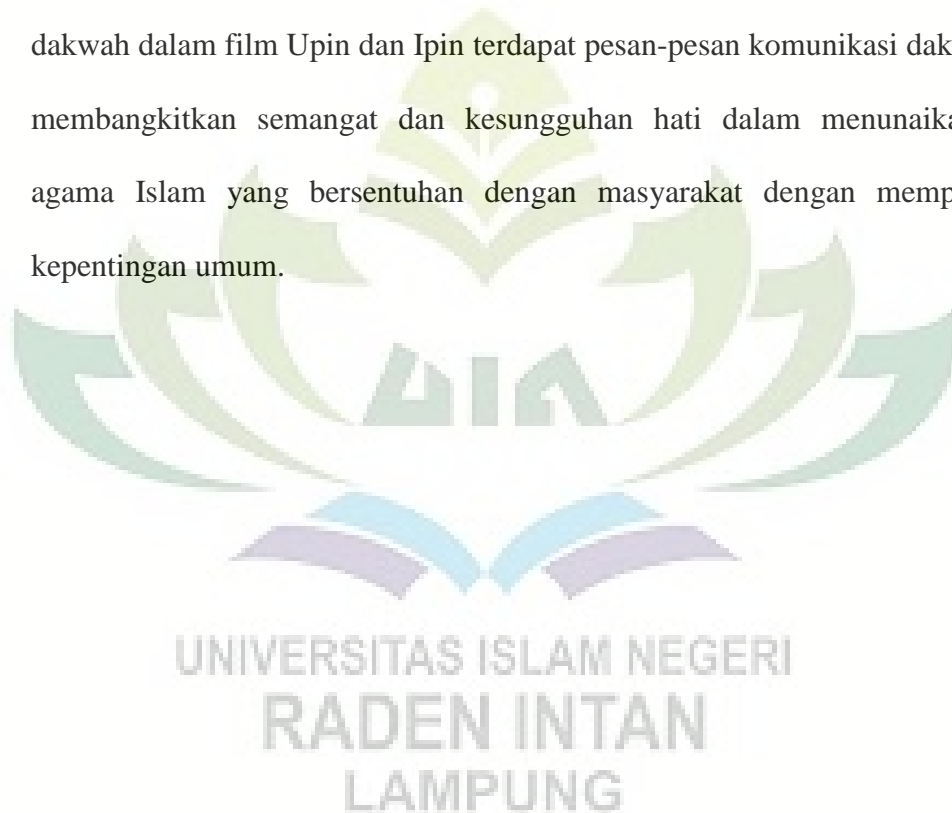 dakwah dalam film Upin dan Ipin terdapat pesan-pesan komunikasi
membangkitkan semangat dan kesungguhan hati dalam
agama Islam yang bersentuhan dengan masyarakat dengan
kepentingan umum.
UIN
UNIVERSITAS ISLAM NEGERI
RADEN INTAN
LAMPUNG